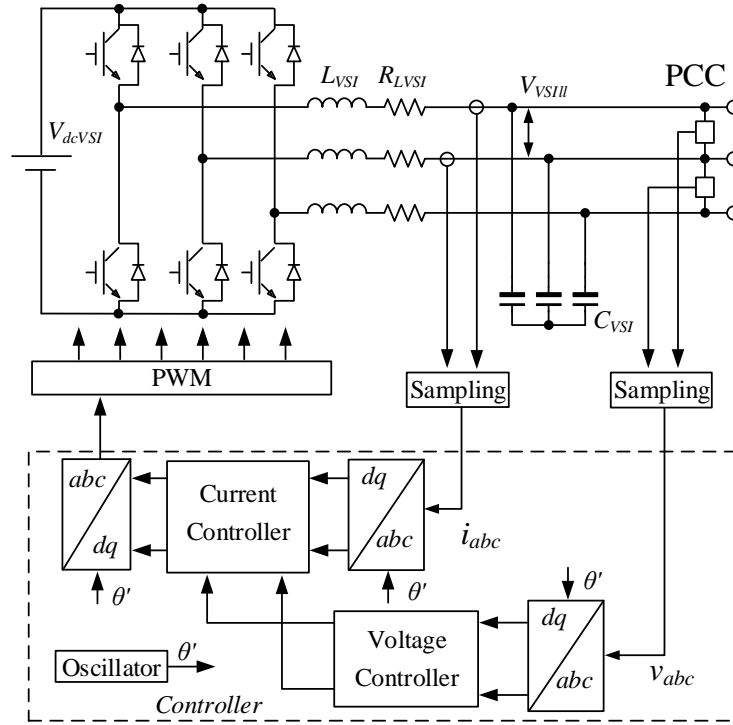 L_VSI
R_LVSI
V_VSIll
PCC
V_dcVSI
C_VSI
PWM
Sampling
Sampling
abc
dq
Current
Controller
dq
abc
i_abc
θ'
θ'
θ'
Voltage
Controller
dq
abc
v_abc
Oscillator
θ'
Controller